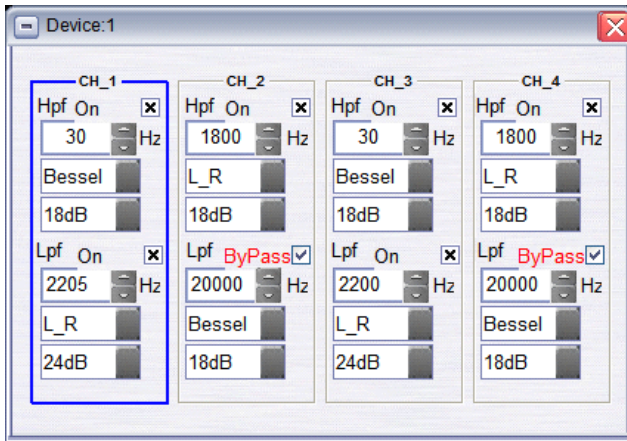 Device:1
CH_1
Hpf On
30 Hz
Bessel
18dB
Lpf On
2205 Hz
L_R
24dB
CH_2
Hpf On
1800 Hz
L_R
18dB
Lpf ByPass
20000 Hz
Bessel
18dB
CH_3
Hpf On
30 Hz
Bessel
18dB
Lpf On
2200 Hz
L_R
24dB
CH_4
Hpf On
1800 Hz
L_R
18dB
Lpf ByPass
20000 Hz
Bessel
18dB